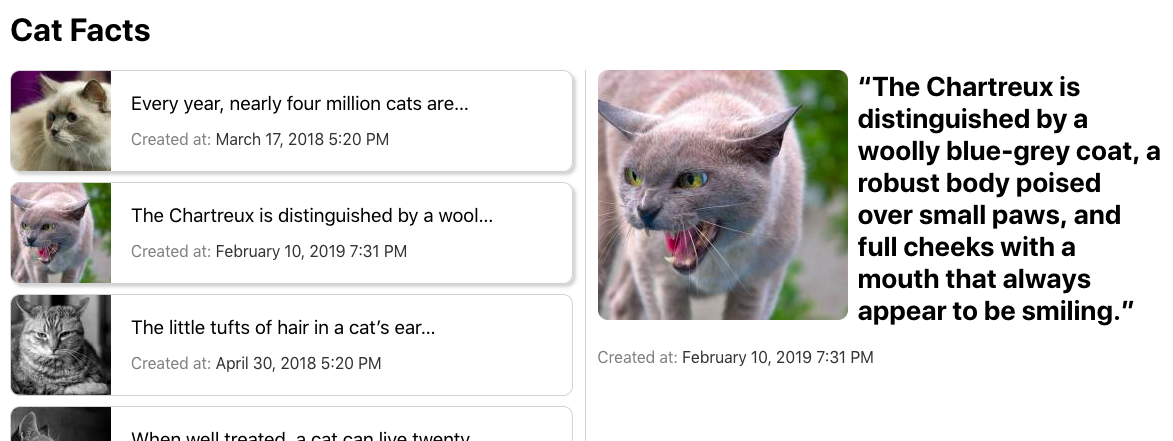 Cat Facts
Every year, nearly four million cats are...
Created at: March 17, 2018 5:20 PM
The Chartreux is distinguished by a wool...
Created at: February 10, 2019 7:31 PM
The little tufts of hair in a cat’s ear...
Created at: April 30, 2018 5:20 PM
When well treated, a cat can live twenty
“The Chartreux is
distinguished by a
woolly blue-grey coat, a
robust body poised
over small paws, and
full cheeks with a
mouth that always
appear to be smiling.”
Created at: February 10, 2019 7:31 PM